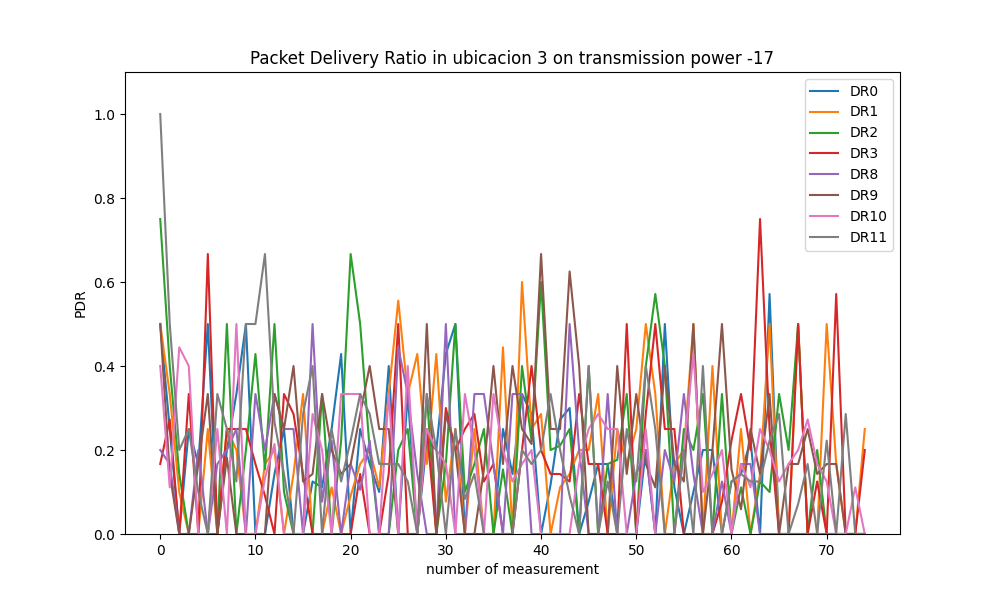 Packet Delivery Ratio in ubicacion 3 on transmission power -17
DR0
DR1
DR2
DR3
DR8
DR9
DR10
DR11
1.0
0.8
0.6
0.4
0.2
0.0
PDR
0 10 20 30 40 50 60 70
number of measurement